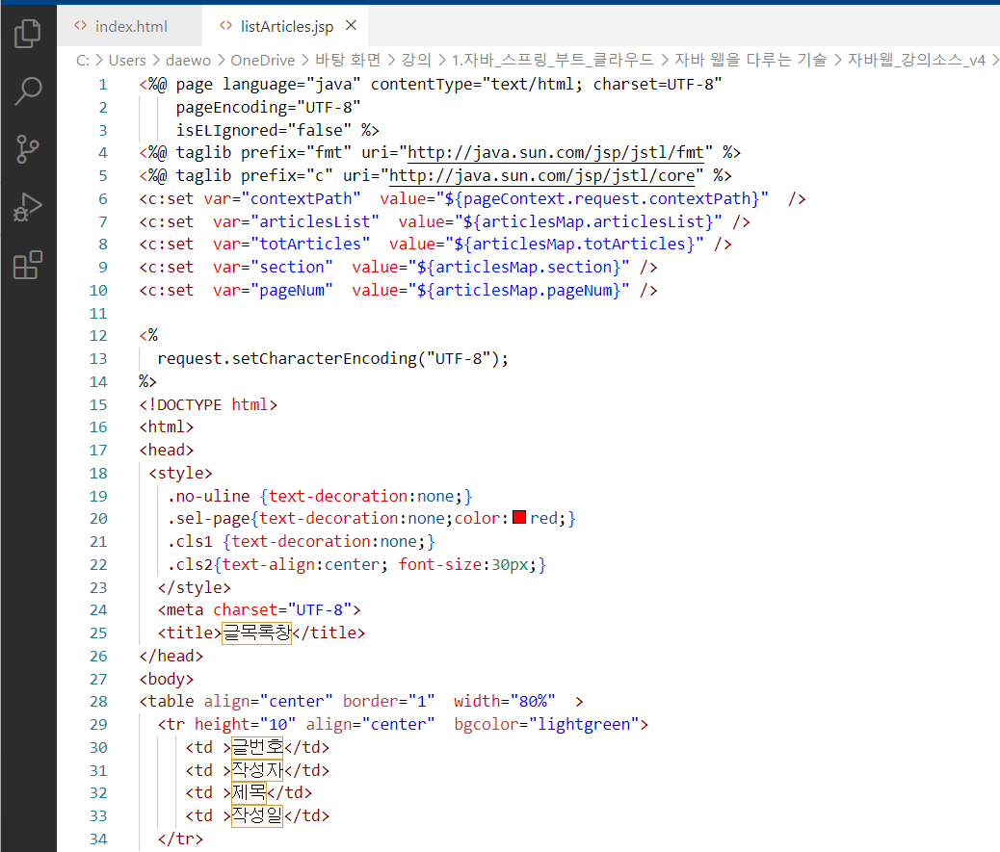 index.html
listArticles.jsp
C: > Users > daewo > OneDrive > 바탕 화면 > 강의 > 1.자바_스프링_부트_클라우드 > 자바 웹을 다루는 기술 > 자바웹_강의소스_v4 >
1 <%@ page language="java" contentType="text/html; charset=UTF-8"
2 pageEncoding="UTF-8"
3 isELIgnored="false" %>
4 <%@ taglib prefix="fmt" uri="http://java.sun.com/jsp/jstl/fmt" %>
5 <%@ taglib prefix="c" uri="http://java.sun.com/jsp/jstl/core" %>
6 <c:set var="contextPath"  value="${pageContext.request.contextPath}"  />
7 <c:set  var="articlesList"  value="${articlesMap.articlesList}" />
8 <c:set  var="totArticles"  value="${articlesMap.totArticles}" />
9 <c:set  var="section"  value="${articlesMap.section}" />
10 <c:set  var="pageNum"  value="${articlesMap.pageNum}" />
11
12 <%
13 request.setCharacterEncoding("UTF-8");
14 %>
15 <!DOCTYPE html>
16 <html>
17 <head>
18 <style>
19 .no-uline {text-decoration:none;}
20 .sel-page{text-decoration:none;color:red;}
21 .cls1 {text-decoration:none;}
22 .cls2{text-align:center; font-size:30px;}
23 </style>
24 <meta charset="UTF-8">
25 <title>글목록창</title>
26 </head>
27 <body>
28 <table align="center" border="1"  width="80%"  >
29 <tr height="10" align="center"  bgcolor="lightgreen">
30 <td >글번호</td>
31 <td >작성자</td>
32 <td >제목</td>
33 <td >작성일</td>
34 </tr>